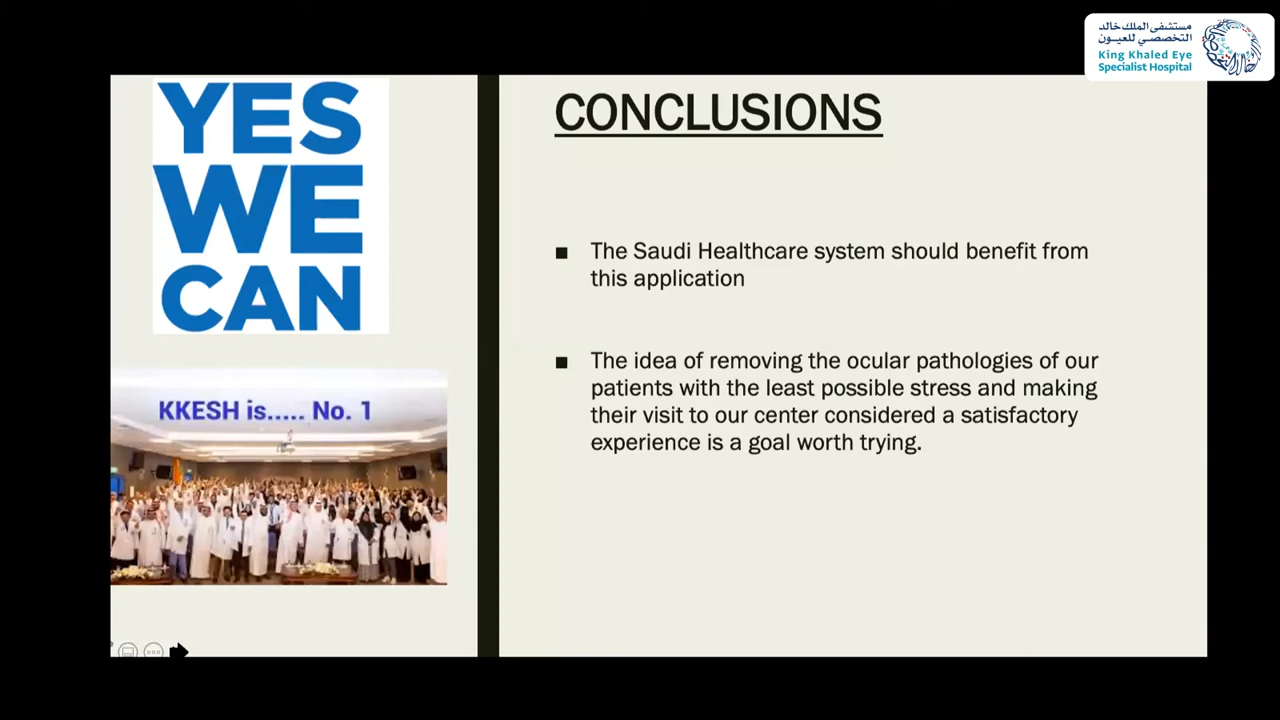 مستشفى الملك خالد
التخصصي للعيون
King Khaled Eye
Specialist Hospital
YES
WE
CAN
KKESH is..... No. 1
CONCLUSIONS
■ The Saudi Healthcare system should benefit from
this application
■ The idea of removing the ocular pathologies of our
patients with the least possible stress and making
their visit to our center considered a satisfactory
experience is a goal worth trying.